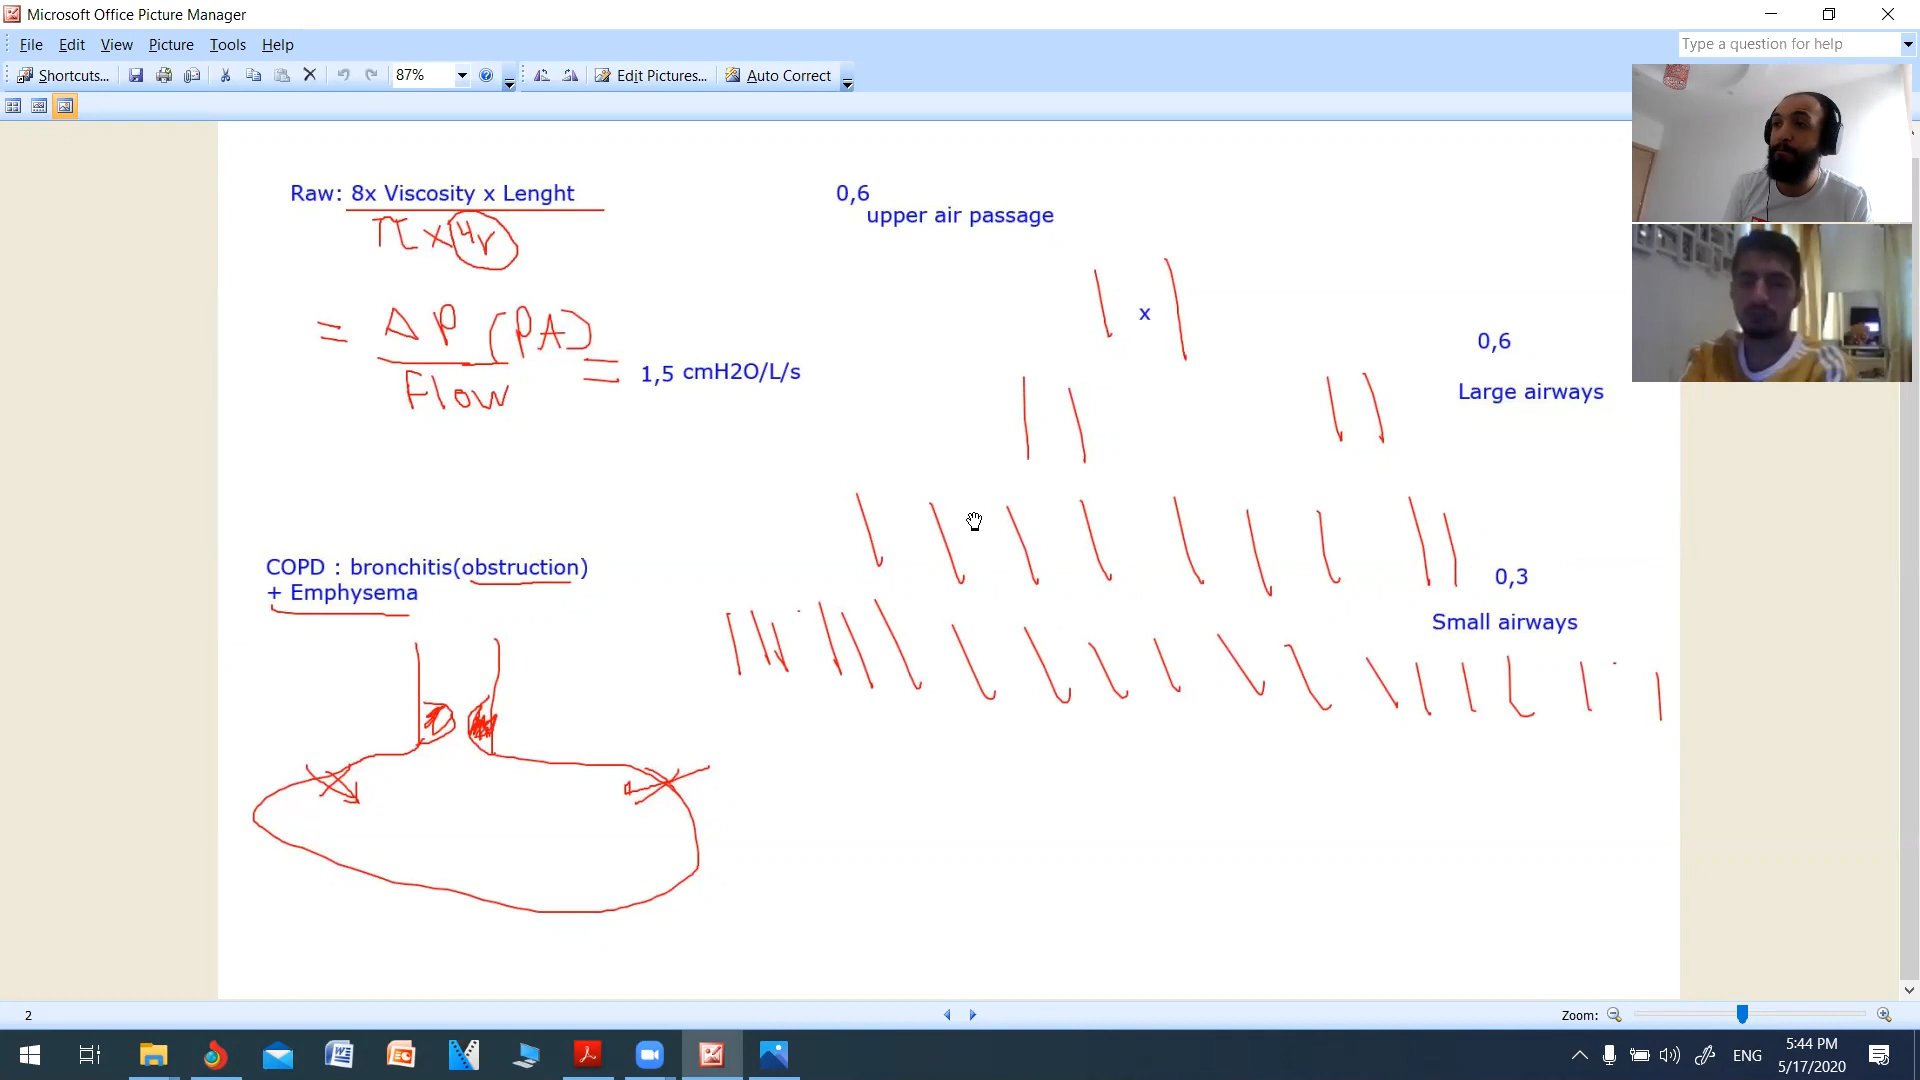 Microsoft Office Picture Manager
File Edit View Picture Tools Help
Type a question for help
Shortcuts... 87% Edit Pictures... Auto Correct
Raw: 8x Viscosity x Lenght
π x 4r
= ΔP (PA)
Flow
= 1,5 cmH2O/L/s
0,6
upper air passage
x
0,6
Large airways
0,3
Small airways
COPD : bronchitis(obstruction)
+ Emphysema
2
Zoom:
ENG
5:44 PM
5/17/2020